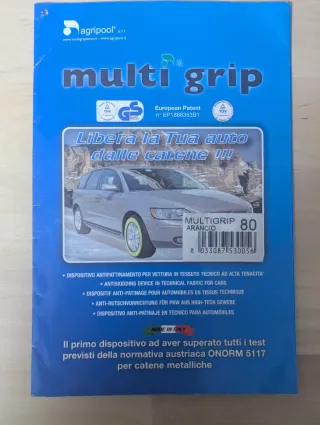 agripool s.r.l.
multi grip
European Patent
n° EP1888353B1
Libera la Tua auto
dalle catene !!!
MULTIGRIP 80
ARANCIO
• DISPOSITIVO ANTIPATTINAMENTO PER VETTURA IN TESSUTO TECNICO AD ALTA TENACITA'
• ANTISKIDDING DEVICE IN TECHNICAL FABRIC FOR CARS
• DISPOSITIF ANTI-PATINAGE POUR AUTOMOBILES EN TISSUS TECHNIQUE
• ANTI-RUTSCHVORRICHTUNG FÜR PKW AUS HIGH-TECH GEWEBE
• DISPOSITIVO ANTI-PATINAJE EN TÉCNICO PARA AUTOMÓVILES
MADE IN ITALY
Il primo dispositivo ad aver superato tutti i test
previsti della normativa austriaca ONORM 5117
per catene metalliche